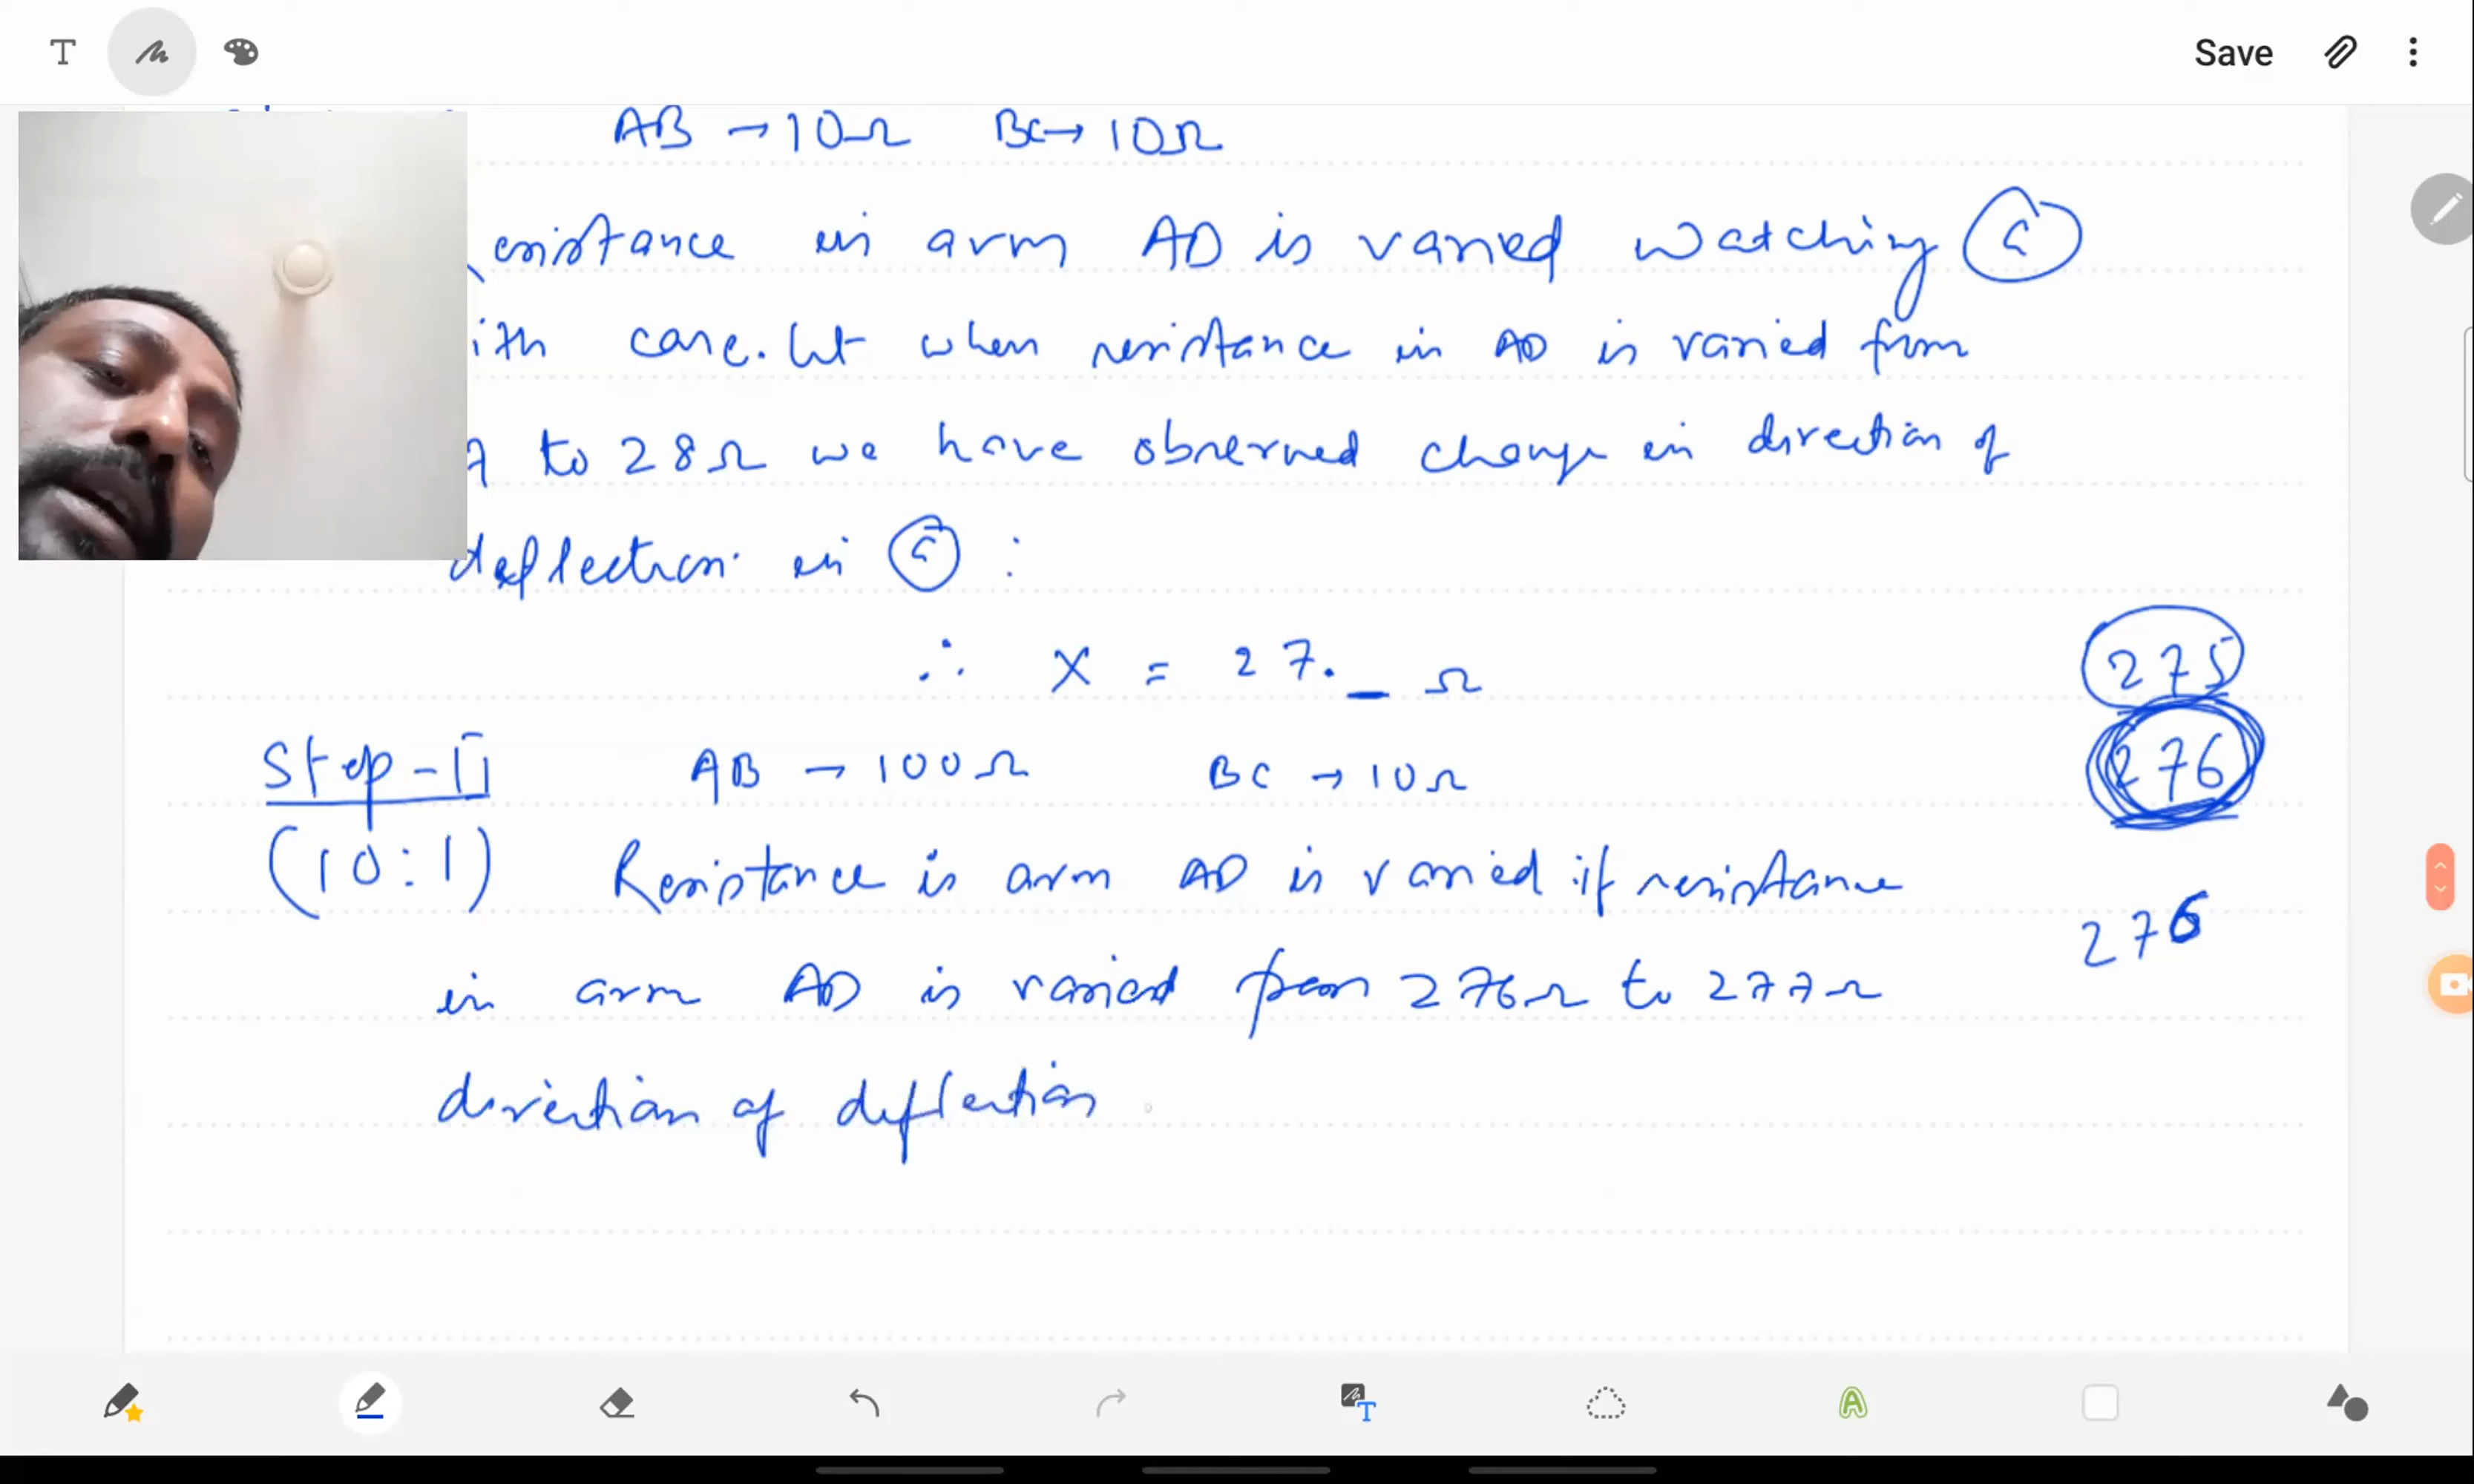 T
Save
AB → 10Ω BC → 10Ω
Resistance in arm AD is varied watching G
ith care. let when resistance in AD is varied from
to 28Ω we have observed change in direction of
deflection in G :
∴ X = 27._ Ω
275
Step-II AB → 100Ω BC → 10Ω
276
(10:1) Resistance is arm AD is varied if resistance
276
in arm AD is varied from 276Ω to 277Ω
direction of deflection
T
A